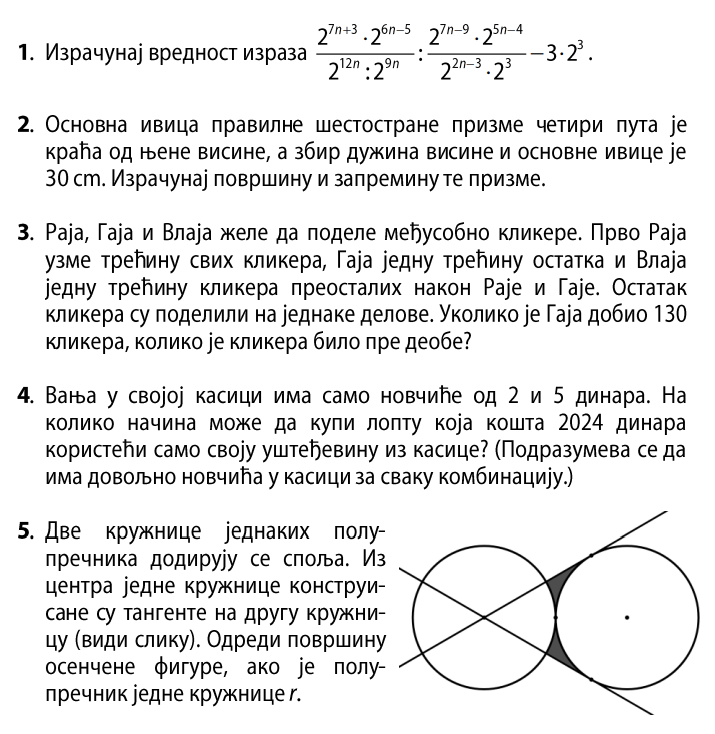 1. Израчунај вредност израза \frac{2^{7n+3} \cdot 2^{6n-5}}{2^{12n} : 2^{9n}} : \frac{2^{7n-9} \cdot 2^{5n-4}}{2^{2n-3} \cdot 2^{3}} - 3 \cdot 2^{3}.
2. Основна ивица правилне шестостране призме четири пута је
краћа од њене висине, а збир дужина висине и основне ивице је
30 cm. Израчунај површину и запремину те призме.
3. Раја, Гаја и Влаја желе да поделе међусобно кликере. Прво Раја
узме трећину свих кликера, Гаја једну трећину остатка и Влаја
једну трећину кликера преосталих након Раје и Гаје. Остатак
кликера су поделили на једнаке делове. Уколико је Гаја добио 130
кликера, колико је кликера било пре деобе?
4. Вања у својој касици има само новчиће од 2 и 5 динара. На
колико начина може да купи лопту која кошта 2024 динара
користећи само своју уштеђевину из касице? (Подразумева се да
има довољно новчића у касици за сваку комбинацију.)
5. Две кружнице једнаких полу-
пречника додирују се споља. Из
центра једне кружнице конструи-
сане су тангенте на другу кружни-
цу (види слику). Одреди површину
осенчене фигуре, ако је полу-
пречник једне кружнице r.